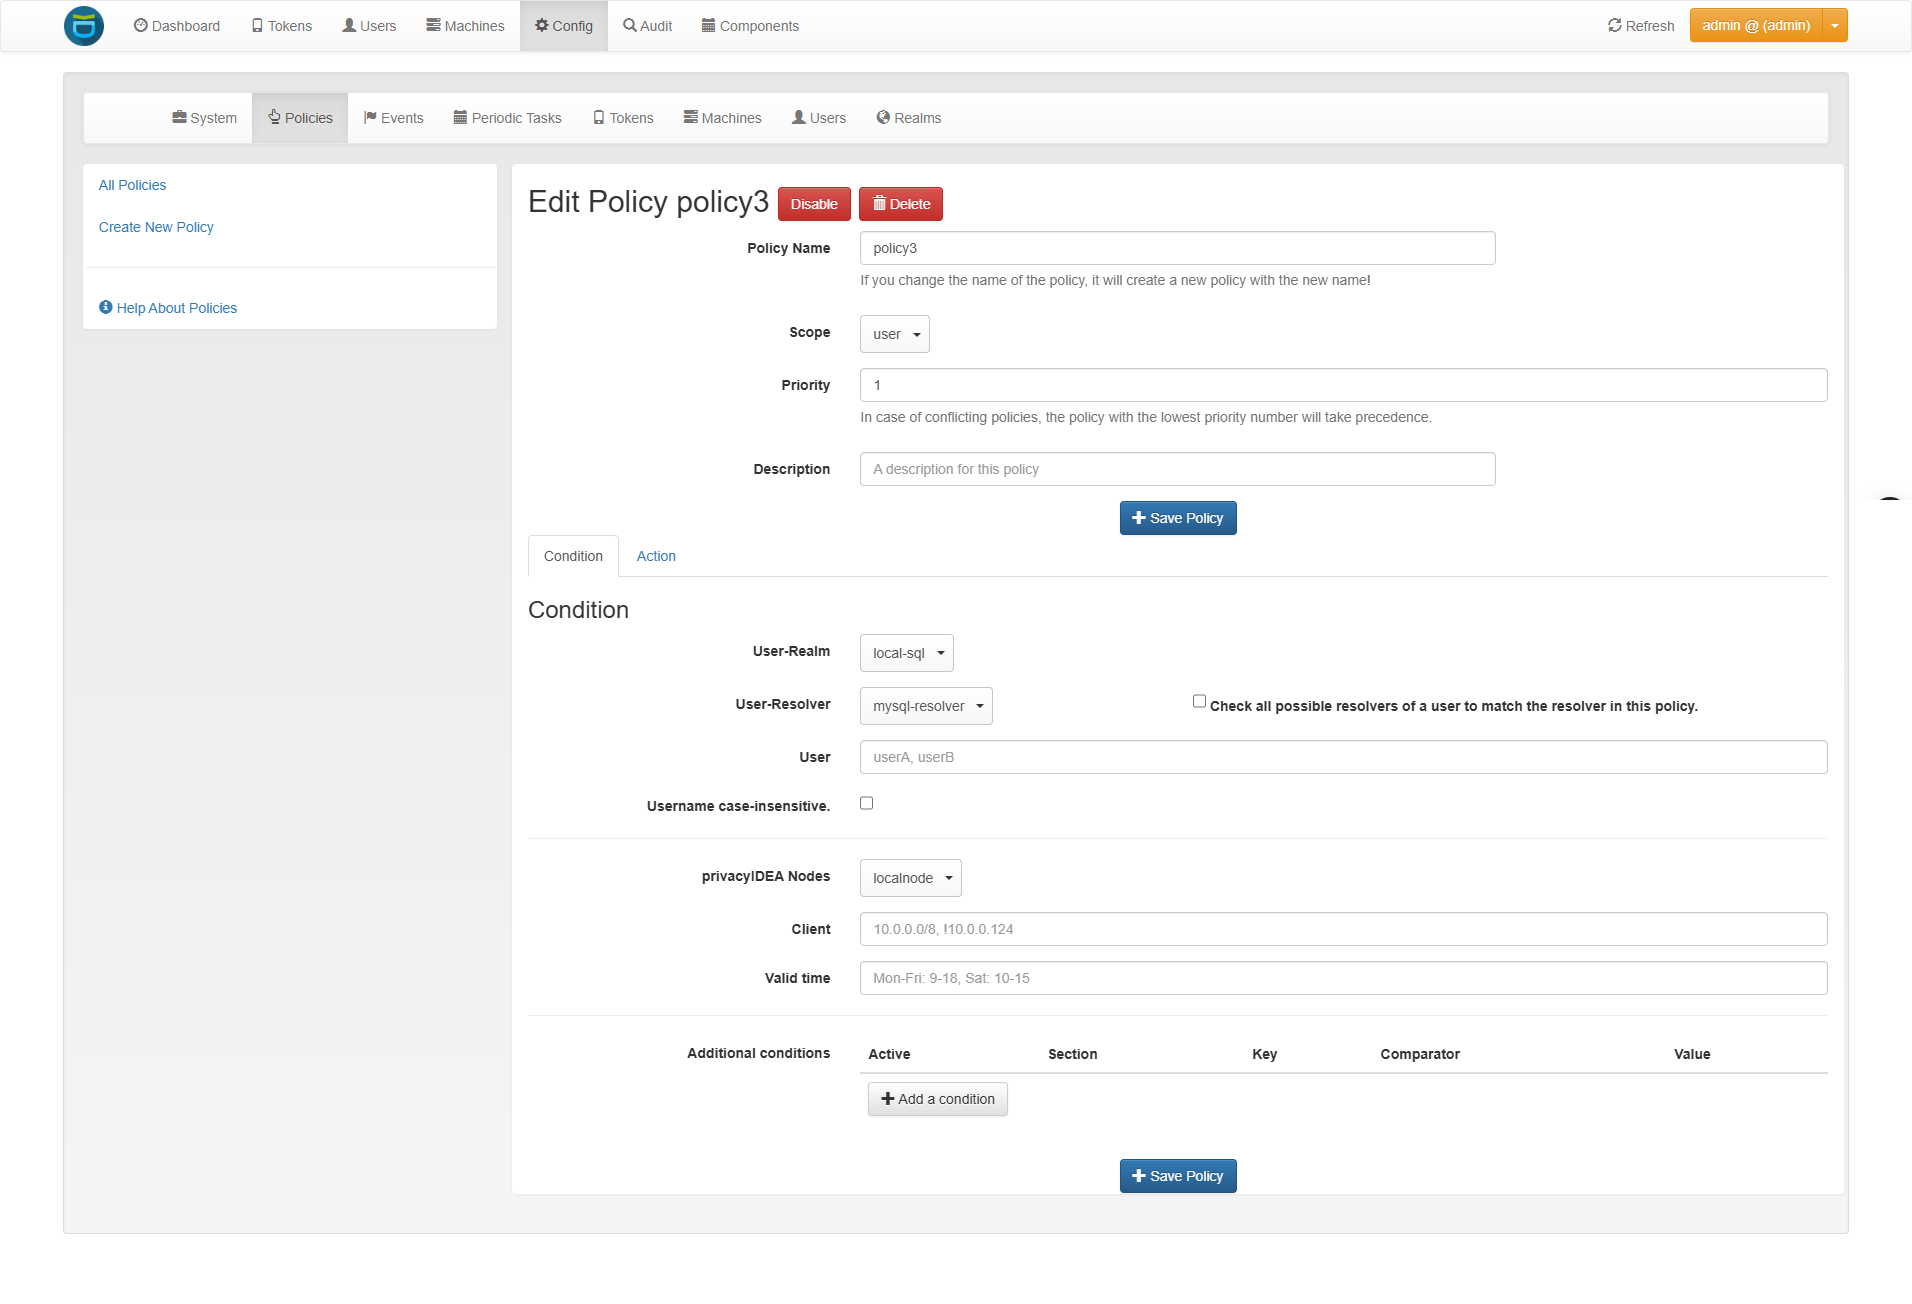 Dashboard Tokens Users Machines Config Audit Components Refresh admin @ (admin)
System Policies Events Periodic Tasks Tokens Machines Users Realms
All Policies
Create New Policy
Help About Policies
Edit Policy policy3 Disable Delete
Policy Name policy3
If you change the name of the policy, it will create a new policy with the new name!
Scope user
Priority 1
In case of conflicting policies, the policy with the lowest priority number will take precedence.
Description A description for this policy
Save Policy
Condition Action
Condition
User-Realm local-sql
User-Resolver mysql-resolver Check all possible resolvers of a user to match the resolver in this policy.
User userA, userB
Username case-insensitive.
privacyIDEA Nodes localnode
Client 10.0.0.0/8, !10.0.0.124
Valid time Mon-Fri: 9-18, Sat: 10-15
Additional conditions Active Section Key Comparator Value
Add a condition
Save Policy